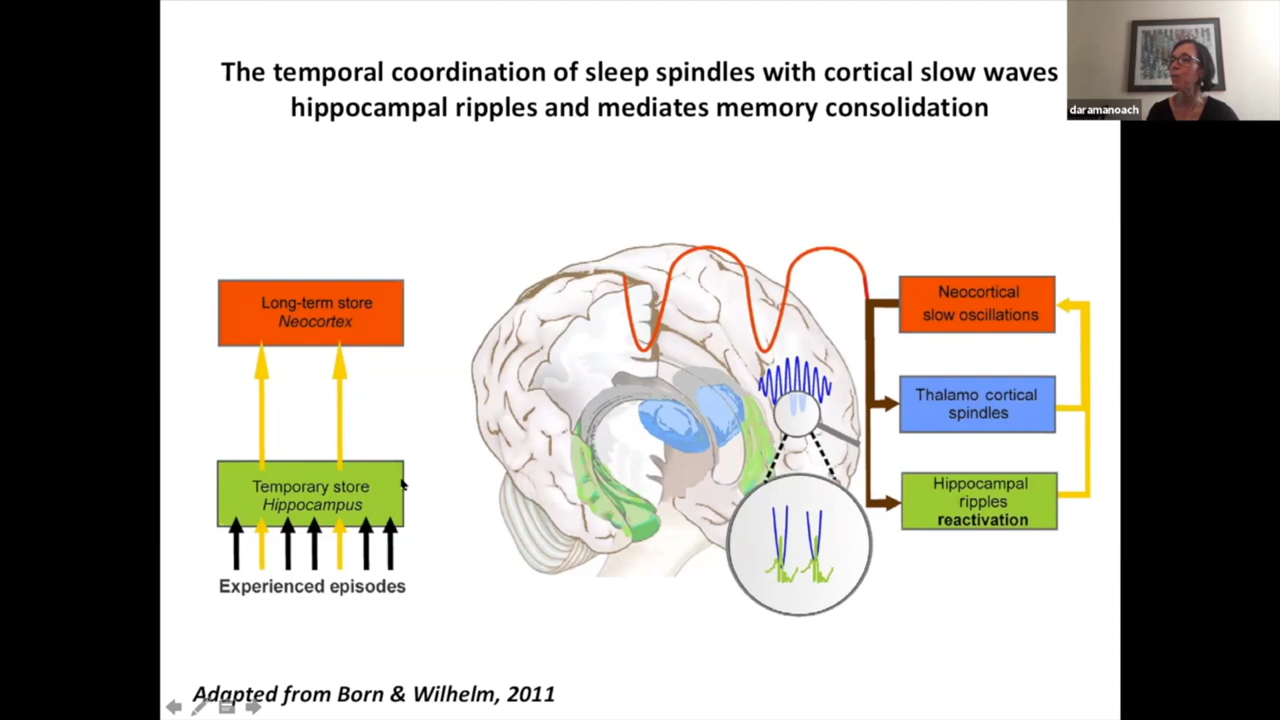 The temporal coordination of sleep spindles with cortical slow waves
hippocampal ripples and mediates memory consolidation
daramanoach
Long-term store
Neocortex
Temporary store
Hippocampus
Experienced episodes
Neocortical
slow oscillations
Thalamo cortical
spindles
Hippocampal
ripples
reactivation
Adapted from Born & Wilhelm, 2011